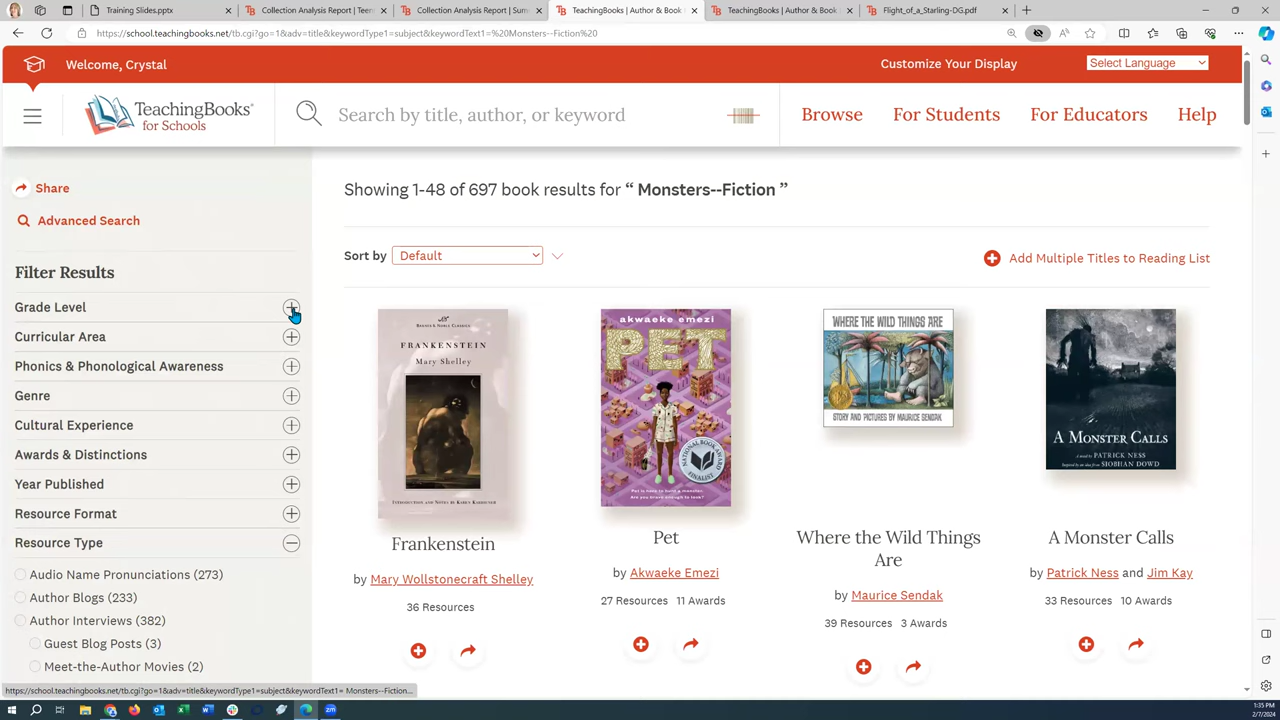 Training Slides.pptx
Collection Analysis Report | Teen
Collection Analysis Report | Sum
TeachingBooks | Author & Book
TeachingBooks | Author & Book
Flight_of_a_Starling-DG.pdf
https://school.teachingbooks.net/tb.cgi?go=1&adv=title&keywordType1=subject&keywordText1=%20Monsters--Fiction%20
Welcome, Crystal
Customize Your Display
Select Language
TeachingBooks®
for Schools
Search by title, author, or keyword
Browse
For Students
For Educators
Help
Share
Advanced Search
Filter Results
Grade Level
Curricular Area
Phonics & Phonological Awareness
Genre
Cultural Experience
Awards & Distinctions
Year Published
Resource Format
Resource Type
Audio Name Pronunciations (273)
Author Blogs (233)
Author Interviews (382)
Guest Blog Posts (3)
Meet-the-Author Movies (2)
Showing 1-48 of 697 book results for “ Monsters--Fiction ”
Sort by
Default
Add Multiple Titles to Reading List
FRANKENSTEIN
Mary Shelley
akwaeke emezi
PET
NATIONAL BOOK AWARD FINALIST
WHERE THE WILD THINGS ARE
STORY AND PICTURES BY MAURICE SENDAK
A MONSTER CALLS
PATRICK NESS
Frankenstein
by Mary Wollstonecraft Shelley
36 Resources
Pet
by Akwaeke Emezi
27 Resources 11 Awards
Where the Wild Things
Are
by Maurice Sendak
39 Resources 3 Awards
A Monster Calls
by Patrick Ness and Jim Kay
33 Resources 10 Awards
https://school.teachingbooks.net/tb.cgi?go=1&adv=title&keywordType1=subject&keywordText1= Monsters--Fiction...
1:35 PM
2/7/2024